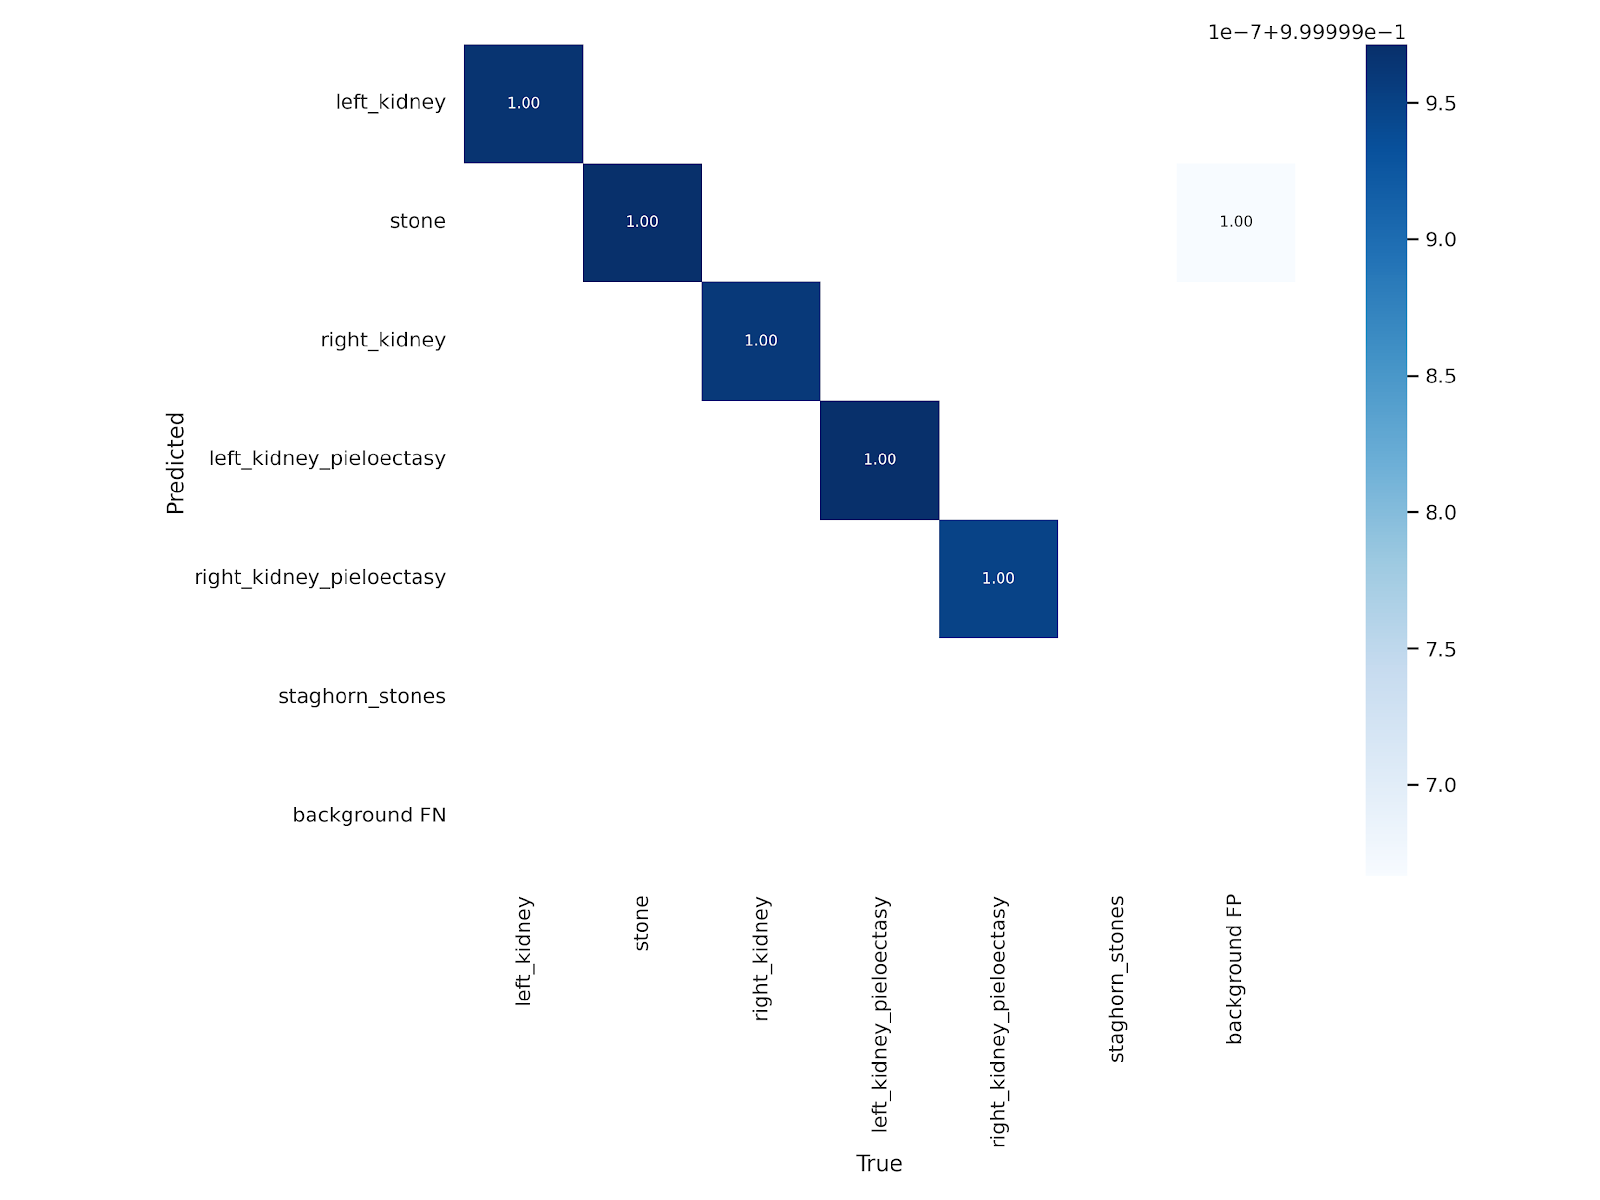 1e−7+9.99999e−1
left_kidney
1.00
9.5
stone
1.00
1.00
9.0
right_kidney
1.00
8.5
Predicted
left_kidney_pieloectasy
1.00
8.0
right_kidney_pieloectasy
1.00
7.5
staghorn_stones
7.0
background FN
left_kidney
stone
right_kidney
left_kidney_pieloectasy
right_kidney_pieloectasy
staghorn_stones
background FP
True